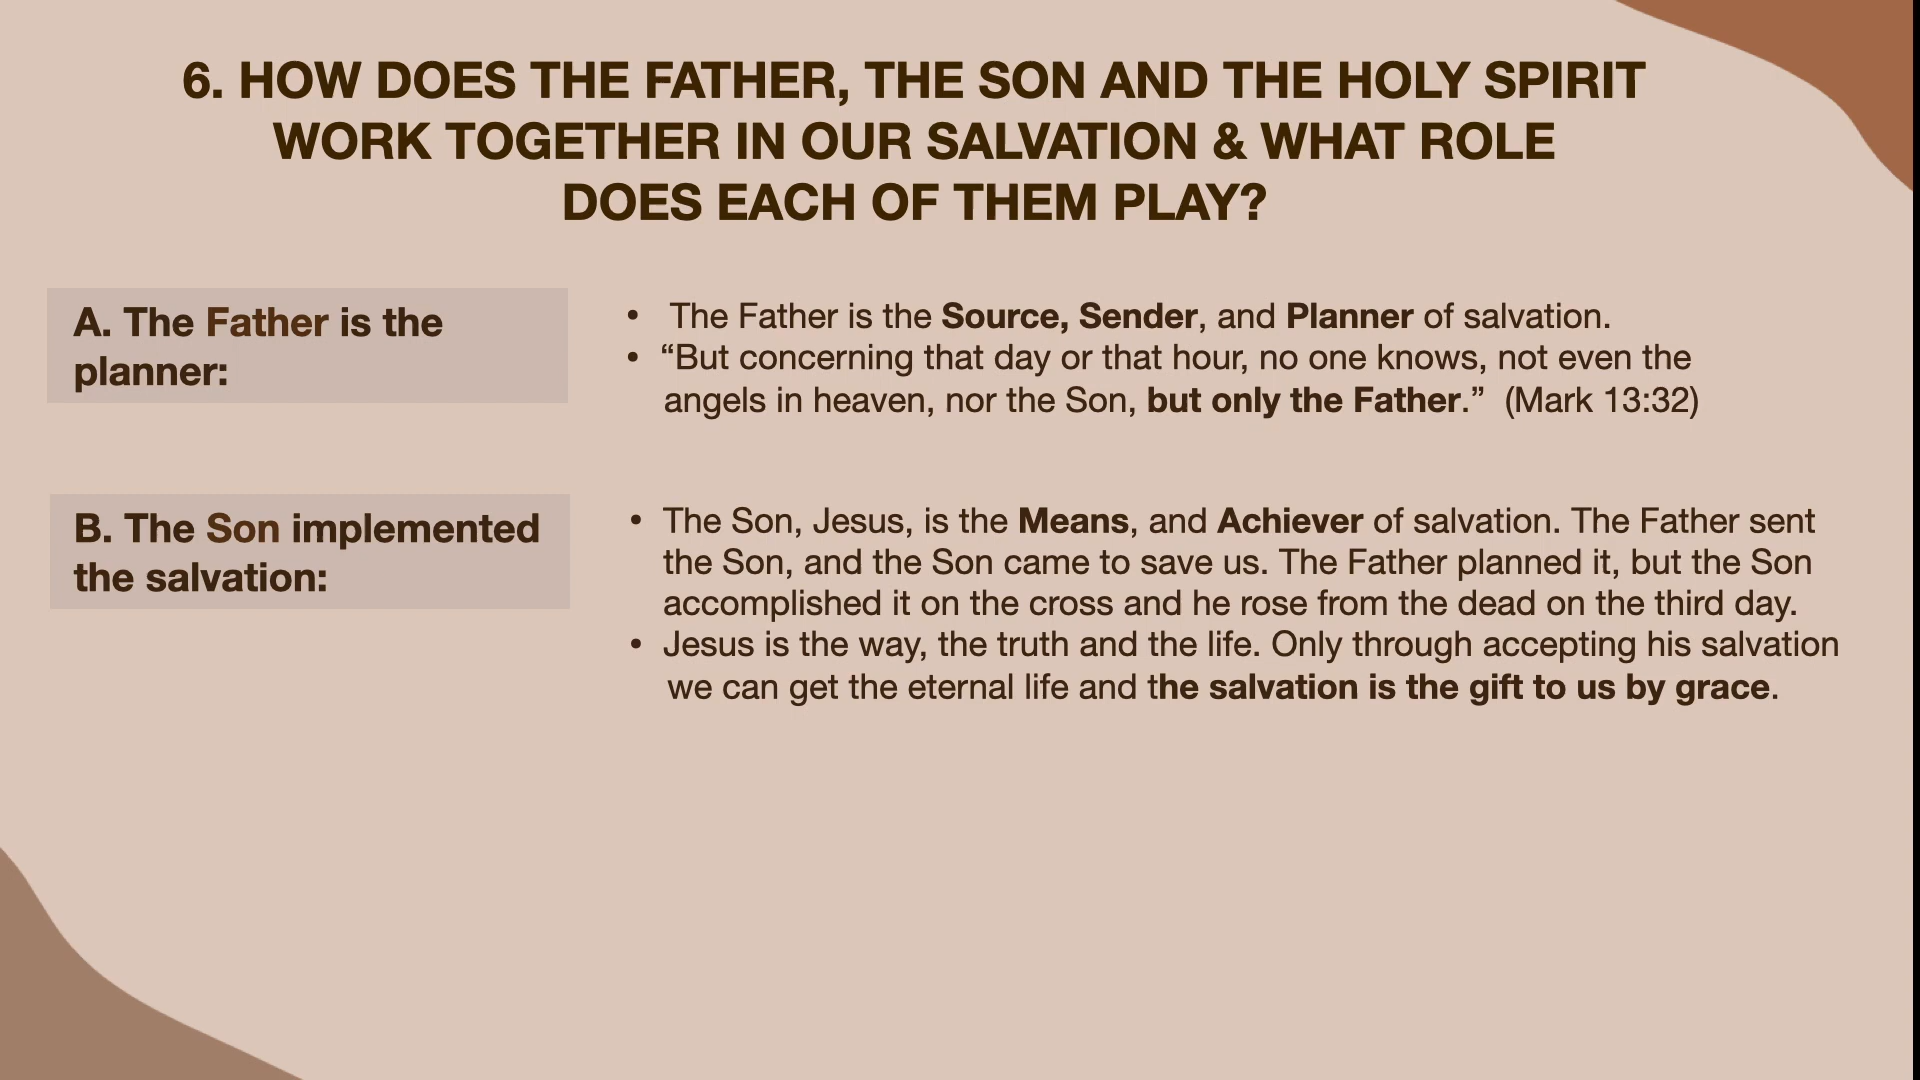 6. HOW DOES THE FATHER, THE SON AND THE HOLY SPIRIT
WORK TOGETHER IN OUR SALVATION & WHAT ROLE
DOES EACH OF THEM PLAY?
A. The Father is the
planner:
• The Father is the Source, Sender, and Planner of salvation.
• “But concerning that day or that hour, no one knows, not even the
angels in heaven, nor the Son, but only the Father.” (Mark 13:32)
B. The Son implemented
the salvation:
• The Son, Jesus, is the Means, and Achiever of salvation. The Father sent
the Son, and the Son came to save us. The Father planned it, but the Son
accomplished it on the cross and he rose from the dead on the third day.
• Jesus is the way, the truth and the life. Only through accepting his salvation
we can get the eternal life and the salvation is the gift to us by grace.